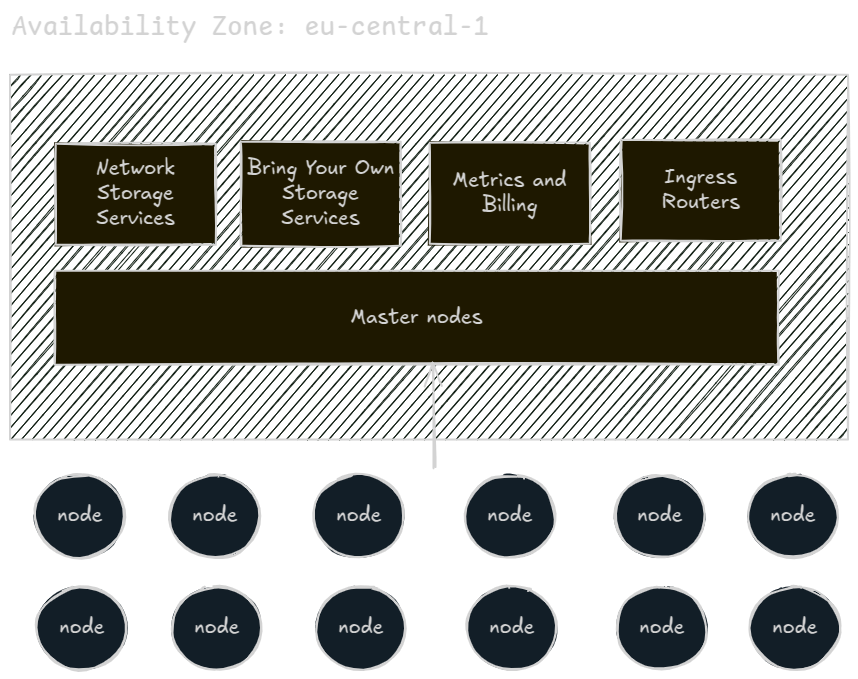 Availability Zone: eu-central-1
Network
Storage
Services
Bring Your Own
Storage
Services
Metrics and
Billing
Ingress
Routers
Master nodes
node
node
node
node
node
node
node
node
node
node
node
node